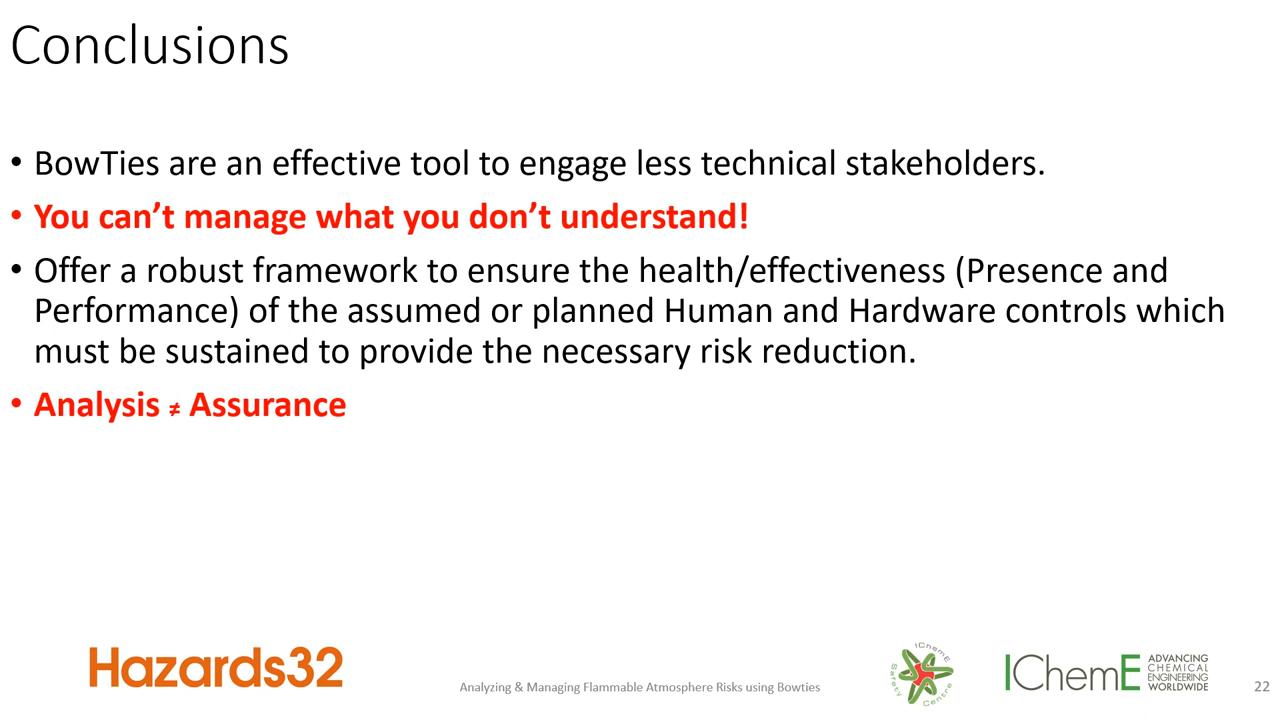 Conclusions
• BowTies are an effective tool to engage less technical stakeholders.
• You can’t manage what you don’t understand!
• Offer a robust framework to ensure the health/effectiveness (Presence and
Performance) of the assumed or planned Human and Hardware controls which
must be sustained to provide the necessary risk reduction.
• Analysis ≠ Assurance
Hazards32
Analyzing & Managing Flammable Atmosphere Risks using Bowties
IChemE
Safety
Centre
IChemE
ADVANCING
CHEMICAL
ENGINEERING
WORLDWIDE
22